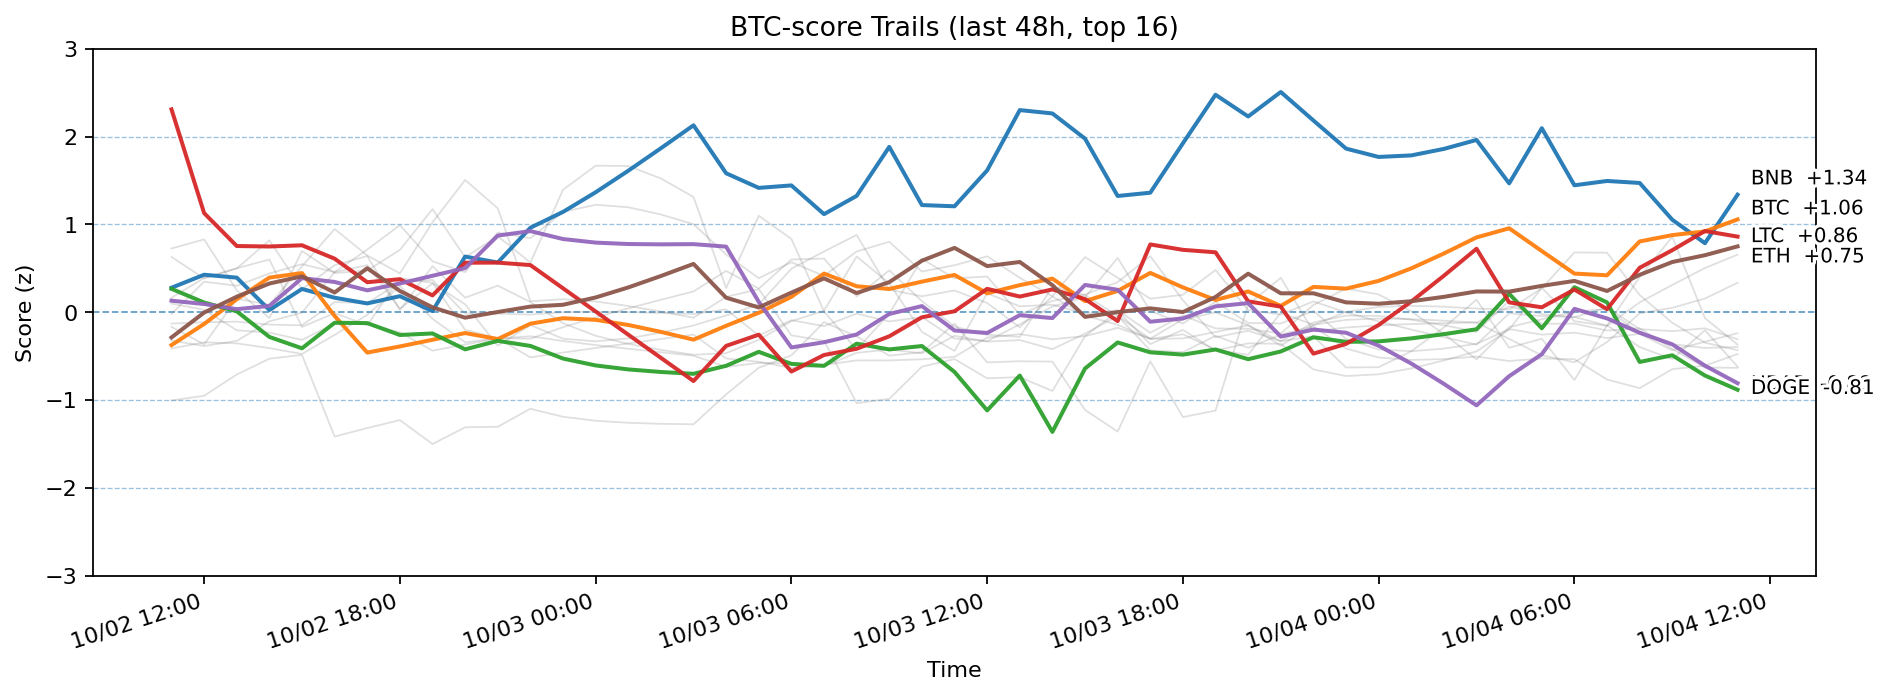 BTC-score Trails (last 48h, top 16)
3
2
1
0
−1
−2
−3
Score (z)
BNB +1.34
BTC +1.06
LTC +0.86
ETH +0.75
DOGE -0.81
10/02 12:00
10/02 18:00
10/03 00:00
10/03 06:00
10/03 12:00
10/03 18:00
10/04 00:00
10/04 06:00
10/04 12:00
Time